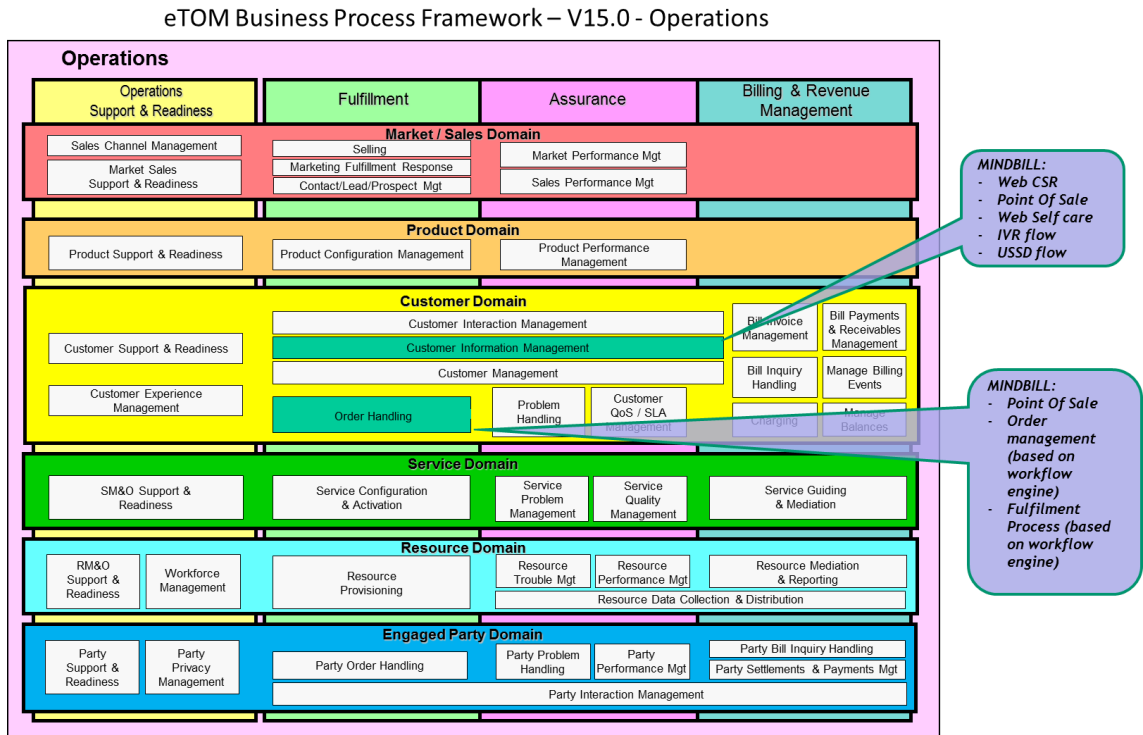 eTOM Business Process Framework – V15.0 - Operations
Operations
Operations
Support & Readiness
Fulfillment
Assurance
Billing & Revenue
Management
Market / Sales Domain
Sales Channel Management
Market Sales
Support & Readiness
Selling
Marketing Fulfillment Response
Contact/Lead/Prospect Mgt
Market Performance Mgt
Sales Performance Mgt
Product Domain
Product Support & Readiness
Product Configuration Management
Product Performance
Management
Customer Domain
Customer Support & Readiness
Customer Experience
Management
Customer Interaction Management
Customer Information Management
Customer Management
Order Handling
Problem
Handling
Customer
QoS / SLA
Management
Bill Invoice
Management
Bill Payments
& Receivables
Management
Bill Inquiry
Handling
Manage Billing
Events
Charging
Manage
Balances
Service Domain
SM&O Support &
Readiness
Service Configuration
& Activation
Service
Problem
Management
Service
Quality
Management
Service Guiding
& Mediation
Resource Domain
RM&O
Support &
Readiness
Workforce
Management
Resource
Provisioning
Resource
Trouble Mgt
Resource
Performance Mgt
Resource Data Collection & Distribution
Resource Mediation
& Reporting
Engaged Party Domain
Party
Support &
Readiness
Party
Privacy
Management
Party Order Handling
Party Problem
Handling
Party
Performance Mgt
Party Bill Inquiry Handling
Party Settlements & Payments Mgt
Party Interaction Management
MINDBILL:
- Web CSR
- Point Of Sale
- Web Self care
- IVR flow
- USSD flow
MINDBILL:
- Point Of Sale
- Order
management
(based on
workflow
engine)
- Fulfilment
Process (based
on workflow
engine)